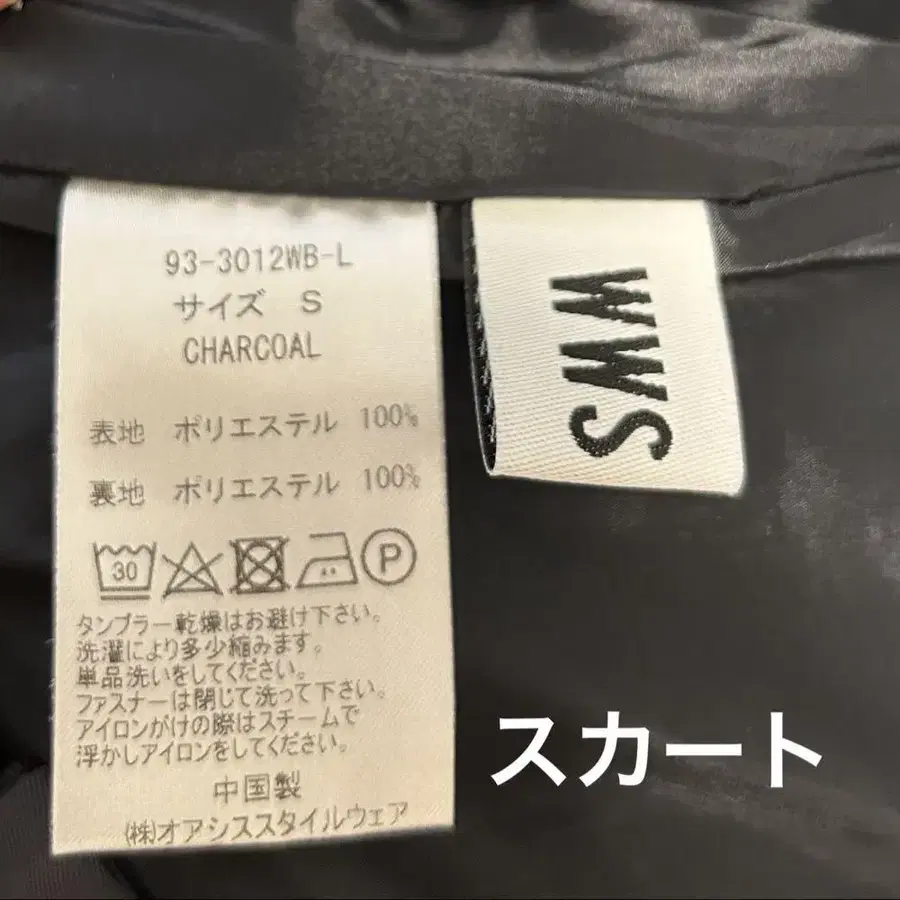 93-3012WB-L
サイズ S
CHARCOAL
表地 ポリエステル 100%
裏地 ポリエステル 100%
30
P
タンブラー乾燥はお避け下さい。
洗濯により多少縮みます。
単品洗いをしてください。
ファスナーは閉じて洗って下さい。
アイロンがけの際はスチームで
浮かしアイロンをしてください。
中国製
(株)オアシススタイルウェア
WWS
スカート